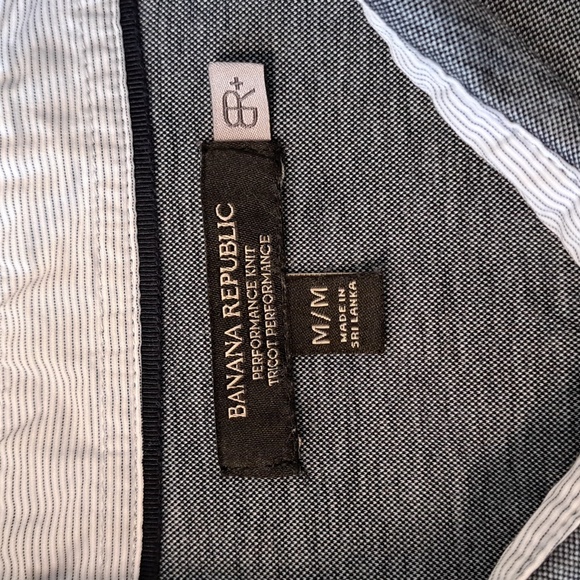 BR+
BANANA REPUBLIC
PERFORMANCE KNIT
TRICOT PERFORMANCE
M/M
MADE IN
SRI LANKA